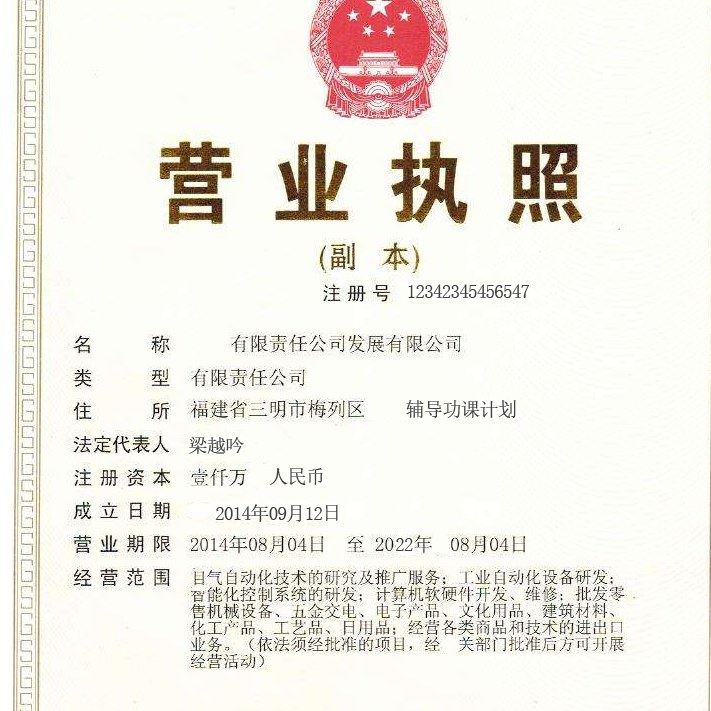 营业执照
(副 本)
注册号 12342345456547
名称 有限责任公司发展有限公司
类型 有限责任公司
住所 福建省三明市梅列区 辅导功课计划
法定代表人 梁越吟
注册资本 壹仟万 人民币
成立日期 2014年09月12日
营业期限 2014年08月04日 至 2022年 08月04日
经营范围 电气自动化技术的研究及推广服务；工业自动化设备研发；
智能化控制系统的研发；计算机软硬件开发、维修；批发零
售机械设备、五金交电、电子产品、文化用品、建筑材料、
化工产品、工艺品、日用品；经营各类商品和技术的进出口
业务。（依法须经批准的项目，经 关部门批准后方可开展
经营活动）